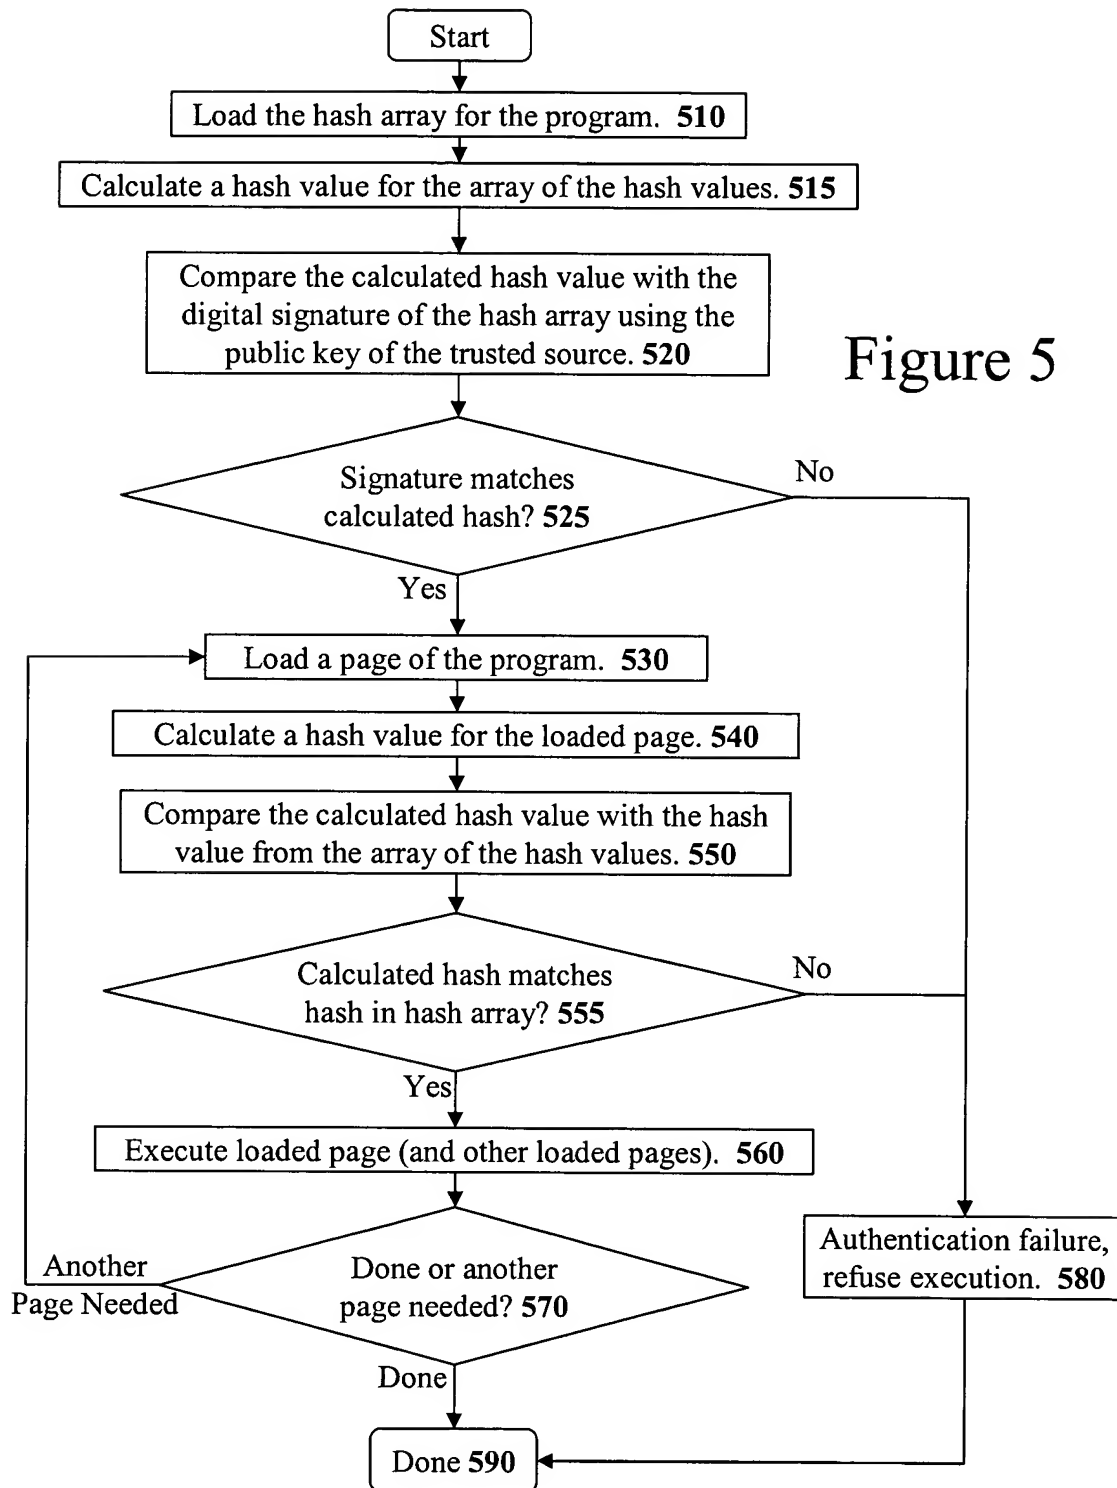 Start
Load the hash array for the program. 510
Calculate a hash value for the array of the hash values. 515
Compare the calculated hash value with the
digital signature of the hash array using the
public key of the trusted source. 520
Figure 5
Signature matches
calculated hash? 525
No
Yes
Load a page of the program. 530
Calculate a hash value for the loaded page. 540
Compare the calculated hash value with the hash
value from the array of the hash values. 550
Calculated hash matches
hash in hash array? 555
No
Yes
Execute loaded page (and other loaded pages). 560
Another
Page Needed
Done or another
page needed? 570
Authentication failure,
refuse execution. 580
Done
Done 590